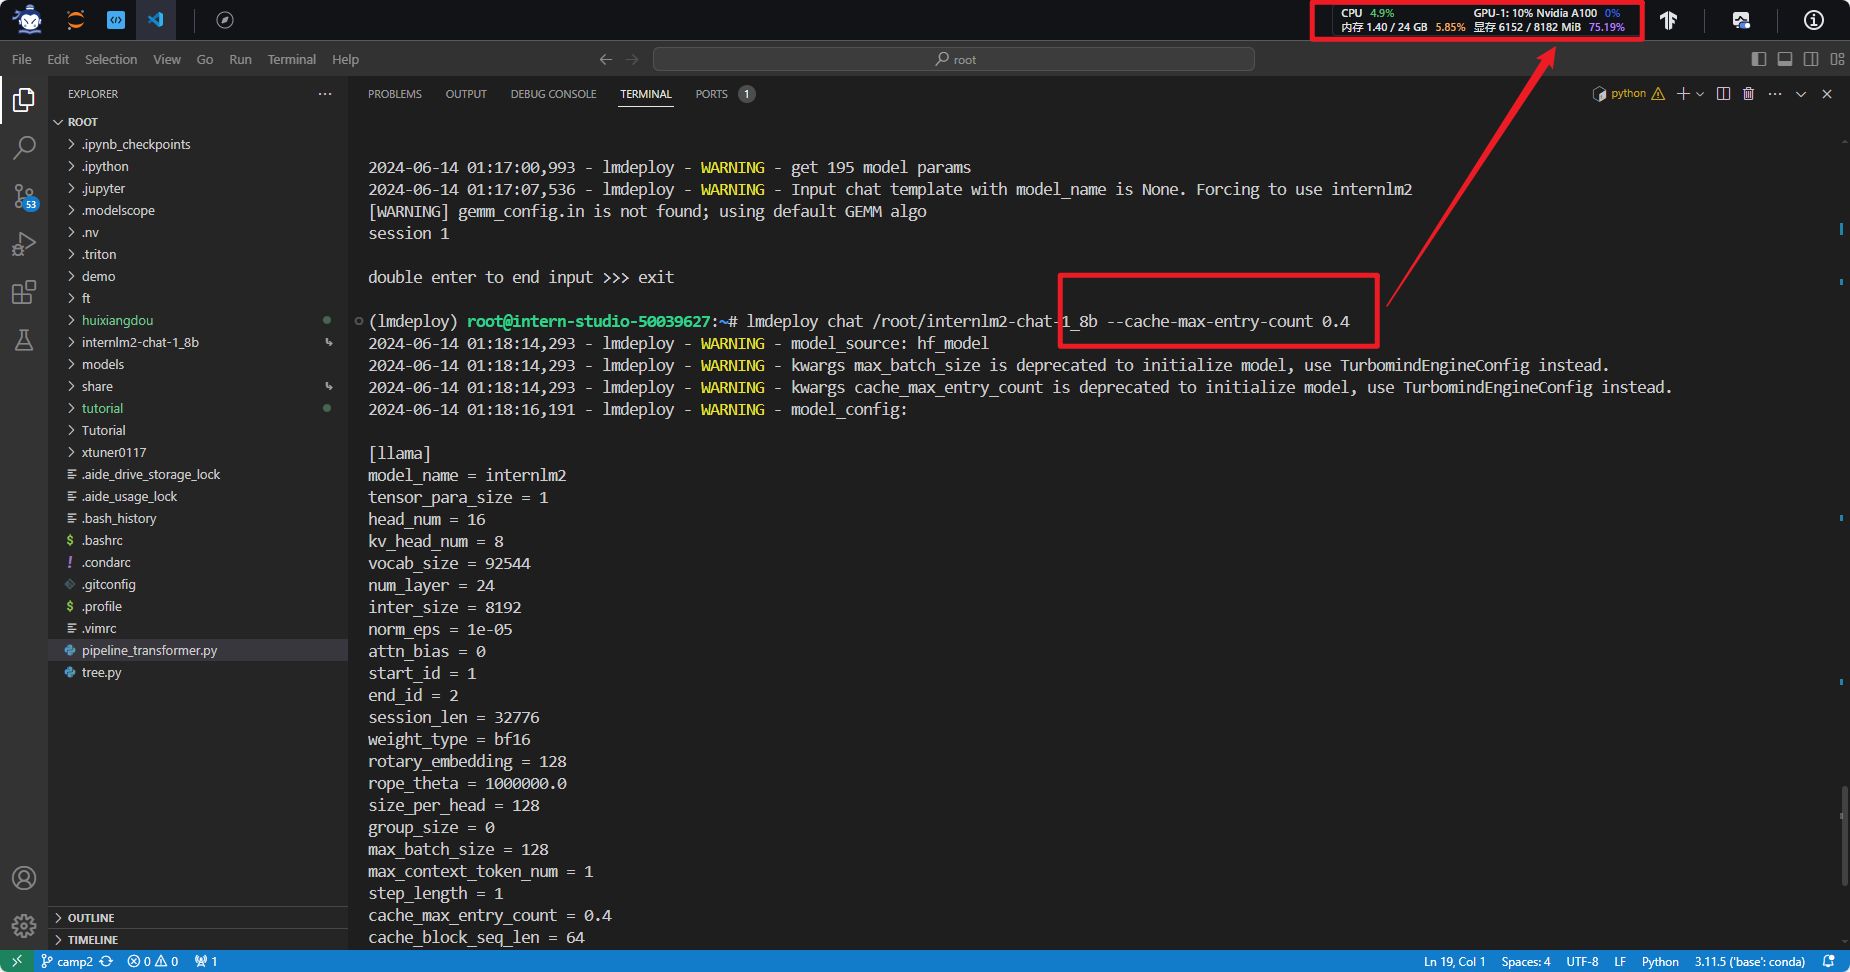 CPU 4.9% GPU-1: 10% Nvidia A100 0%
内存 1.40 / 24 GB 5.85% 显存 6152 / 8182 MiB 75.19%
File Edit Selection View Go Run Terminal Help
root
EXPLORER
PROBLEMS OUTPUT DEBUG CONSOLE TERMINAL PORTS 1
python
ROOT
.ipynb_checkpoints
.ipython
.jupyter
.modelscope
.nv
.triton
demo
ft
huixiangdou
internlm2-chat-1_8b
models
share
tutorial
Tutorial
xtuner0117
.aide_drive_storage_lock
.aide_usage_lock
.bash_history
$ .bashrc
! .condarc
.gitconfig
$ .profile
.vimrc
pipeline_transformer.py
tree.py
OUTLINE
TIMELINE
53
2024-06-14 01:17:00,993 - lmdeploy - WARNING - get 195 model params
2024-06-14 01:17:07,536 - lmdeploy - WARNING - Input chat template with model_name is None. Forcing to use internlm2
[WARNING] gemm_config.in is not found; using default GEMM algo
session 1
double enter to end input >>> exit
(lmdeploy) root@intern-studio-50039627:~# lmdeploy chat /root/internlm2-chat-1_8b --cache-max-entry-count 0.4
2024-06-14 01:18:14,293 - lmdeploy - WARNING - model_source: hf_model
2024-06-14 01:18:14,293 - lmdeploy - WARNING - kwargs max_batch_size is deprecated to initialize model, use TurbomindEngineConfig instead.
2024-06-14 01:18:14,293 - lmdeploy - WARNING - kwargs cache_max_entry_count is deprecated to initialize model, use TurbomindEngineConfig instead.
2024-06-14 01:18:16,191 - lmdeploy - WARNING - model_config:
[llama]
model_name = internlm2
tensor_para_size = 1
head_num = 16
kv_head_num = 8
vocab_size = 92544
num_layer = 24
inter_size = 8192
norm_eps = 1e-05
attn_bias = 0
start_id = 1
end_id = 2
session_len = 32776
weight_type = bf16
rotary_embedding = 128
rope_theta = 1000000.0
size_per_head = 128
group_size = 0
max_batch_size = 128
max_context_token_num = 1
step_length = 1
cache_max_entry_count = 0.4
cache_block_seq_len = 64
camp2 0 0 1
Ln 19, Col 1 Spaces: 4 UTF-8 LF Python 3.11.5 ('base': conda)